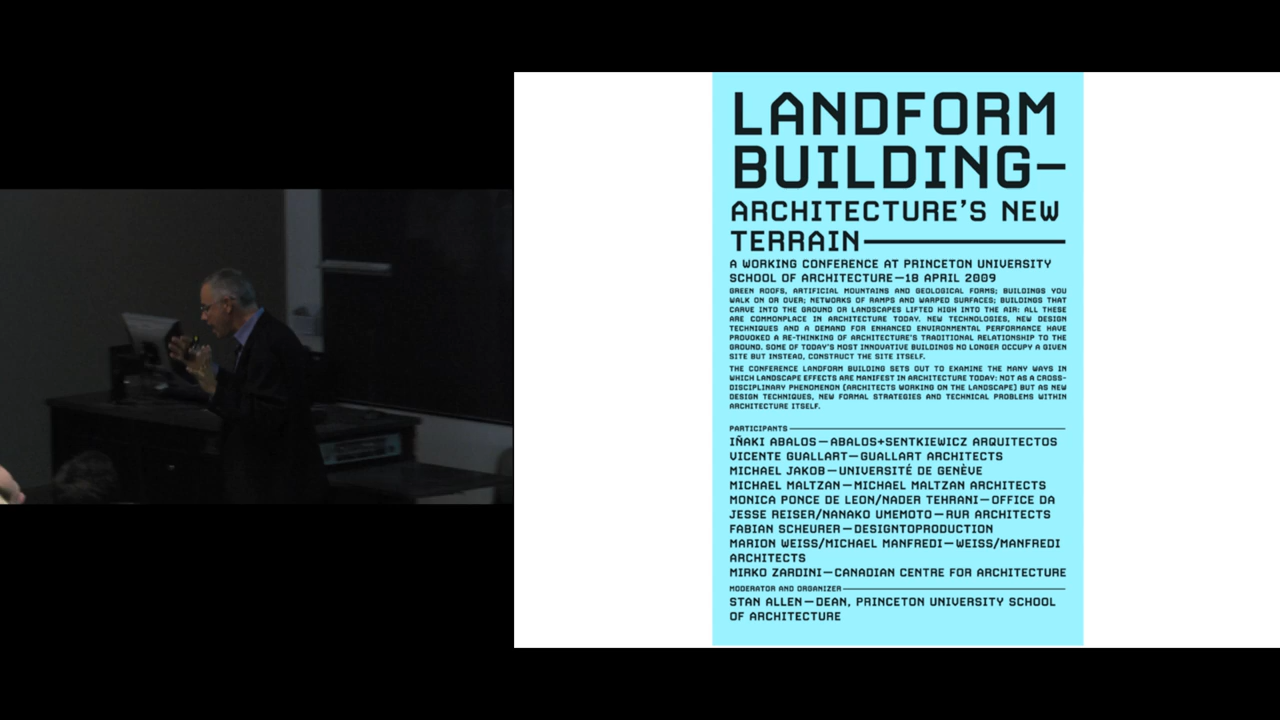 LANDFORM
BUILDING—
ARCHITECTURE'S NEW
TERRAIN
A WORKING CONFERENCE AT PRINCETON UNIVERSITY
SCHOOL OF ARCHITECTURE—18 APRIL 2009
GREEN ROOFS, ARTIFICIAL MOUNTAINS AND GEOLOGICAL FORMS; BUILDINGS YOU
WALK ON OR OVER; NETWORKS OF RAMPS AND WARPED SURFACES; BUILDINGS THAT
CARVE INTO THE GROUND OR LANDSCAPES LIFTED HIGH INTO THE AIR: ALL THESE
ARE COMMONPLACE IN ARCHITECTURE TODAY. NEW TECHNOLOGIES, NEW DESIGN
TECHNIQUES AND A DEMAND FOR ENHANCED ENVIRONMENTAL PERFORMANCE HAVE
PROVOKED A RE-THINKING OF ARCHITECTURE'S TRADITIONAL RELATIONSHIP TO THE
GROUND. SOME OF TODAY'S MOST INNOVATIVE BUILDINGS NO LONGER OCCUPY A GIVEN
SITE BUT INSTEAD, CONSTRUCT THE SITE ITSELF.
THE CONFERENCE LANDFORM BUILDING SETS OUT TO EXAMINE THE MANY WAYS IN
WHICH LANDSCAPE EFFECTS ARE MANIFEST IN ARCHITECTURE TODAY: NOT AS A CROSS-
DISCIPLINARY PHENOMENON (ARCHITECTS WORKING ON THE LANDSCAPE) BUT AS NEW
DESIGN TECHNIQUES, NEW FORMAL STRATEGIES AND TECHNICAL PROBLEMS WITHIN
ARCHITECTURE ITSELF.
PARTICIPANTS
IÑAKI ABALOS—ABALOS+SENTKIEWICZ ARQUITECTOS
VICENTE GUALLART—GUALLART ARCHITECTS
MICHAEL JAKOB—UNIVERSITÉ DE GENÈVE
MICHAEL MALTZAN—MICHAEL MALTZAN ARCHITECTS
MONICA PONCE DE LEON/NADER TEHRANI—OFFICE DA
JESSE REISER/NANAKO UMEMOTO—RUR ARCHITECTS
FABIAN SCHEURER—DESIGNTOPRODUCTION
MARION WEISS/MICHAEL MANFREDI—WEISS/MANFREDI
ARCHITECTS
MIRKO ZARDINI—CANADIAN CENTRE FOR ARCHITECTURE
MODERATOR AND ORGANIZER
STAN ALLEN—DEAN, PRINCETON UNIVERSITY SCHOOL
OF ARCHITECTURE